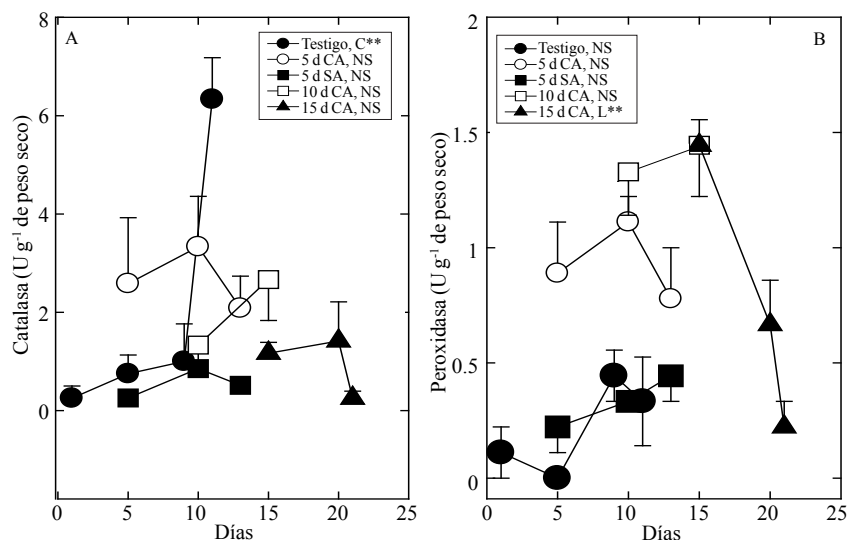 A
Testigo, C**
5 d CA, NS
5 d SA, NS
10 d CA, NS
15 d CA, NS
Catalasa (U g-1 de peso seco)
8
6
4
2
0
0 5 10 15 20 25
Días
B
Testigo, NS
5 d CA, NS
5 d SA, NS
10 d CA, NS
15 d CA, L**
Peroxidasa (U g-1 de peso seco)
2
1.5
1
0.5
0
0 5 10 15 20 25
Días